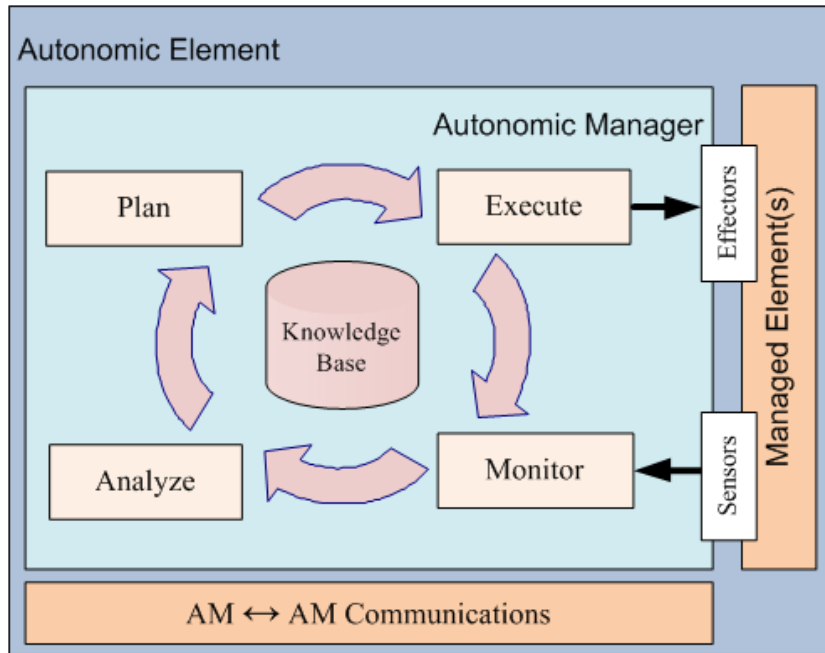 Autonomic Element
Autonomic Manager
Plan
Execute
Effectors
Managed Element(s)
Knowledge
Base
Analyze
Monitor
Sensors
AM ↔ AM Communications